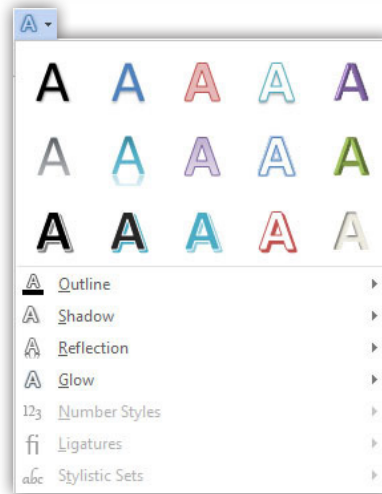 A
A A A A A
A A A A A
A A A A A
A Outline
A Shadow
A Reflection
A Glow
123 Number Styles
fi Ligatures
abc Stylistic Sets